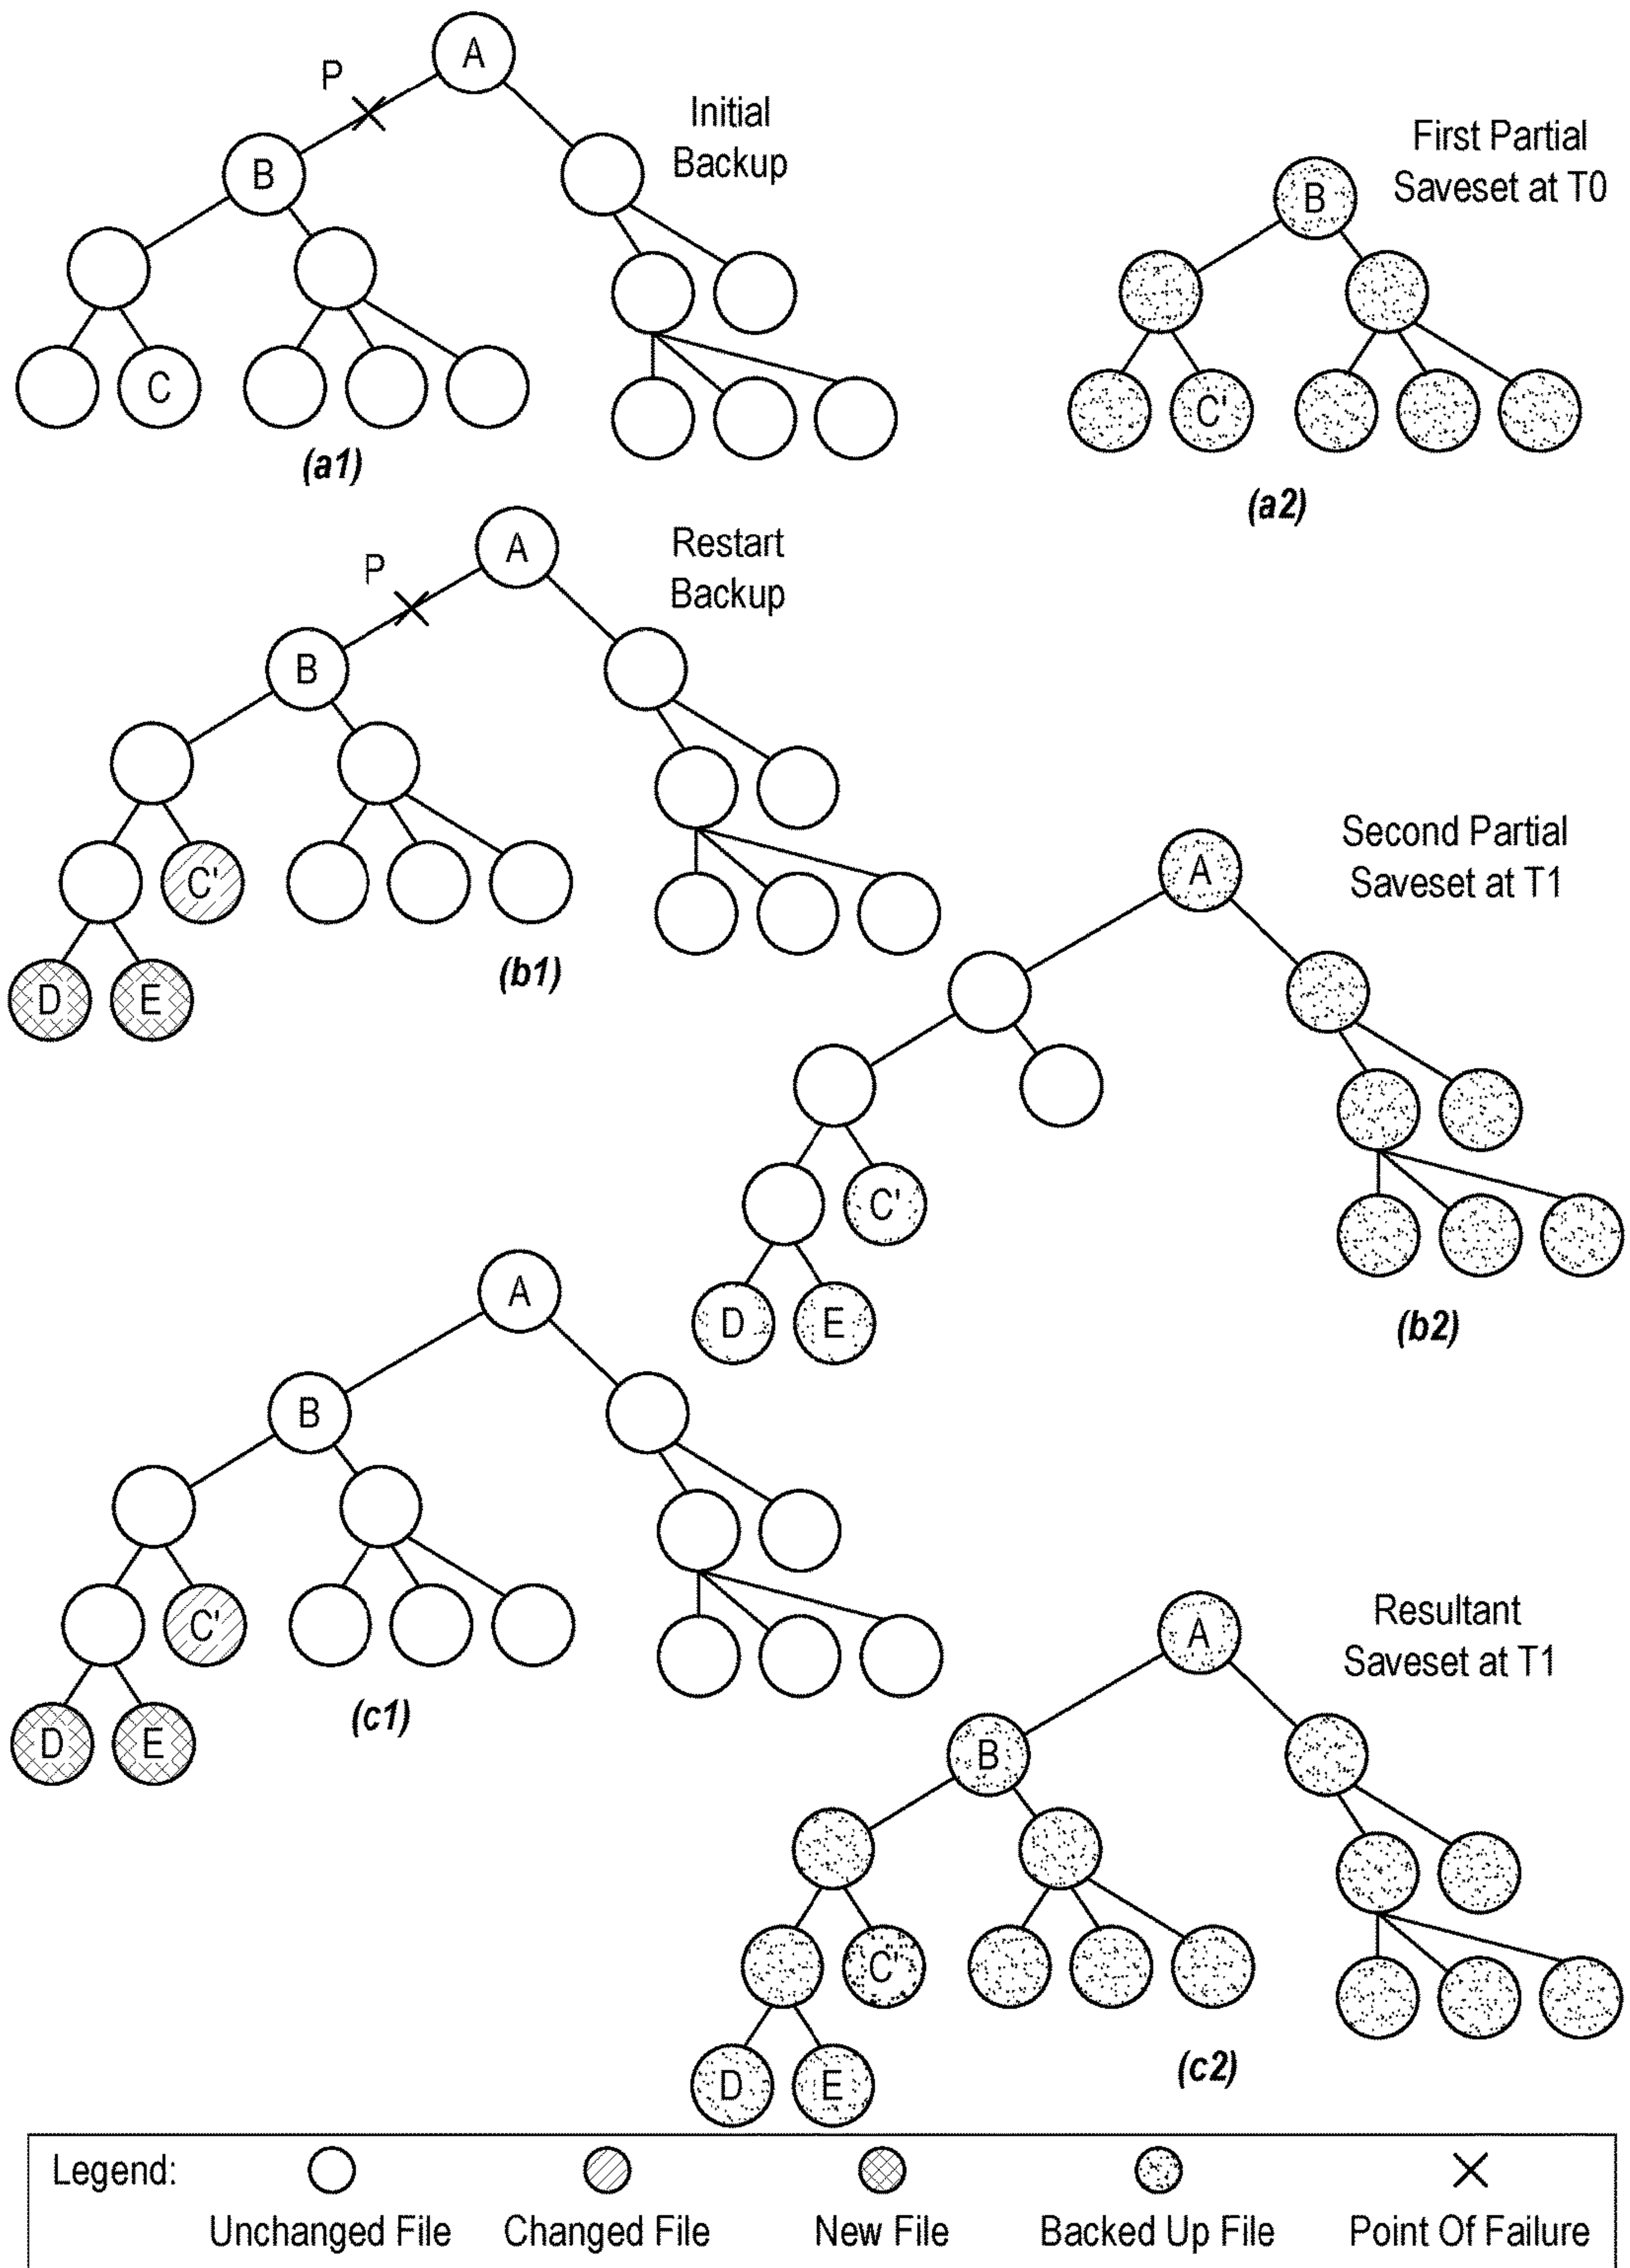 A
P
Initial
Backup
B
C
(a1)
First Partial
Saveset at T0
B
C'
(a2)
A
P
Restart
Backup
B
C'
D E
(b1)
Second Partial
Saveset at T1
A
C'
D E
(b2)
A
B
C'
D E
(c1)
Resultant
Saveset at T1
A
B
C'
D E
(c2)
Legend:
Unchanged File Changed File New File Backed Up File Point Of Failure